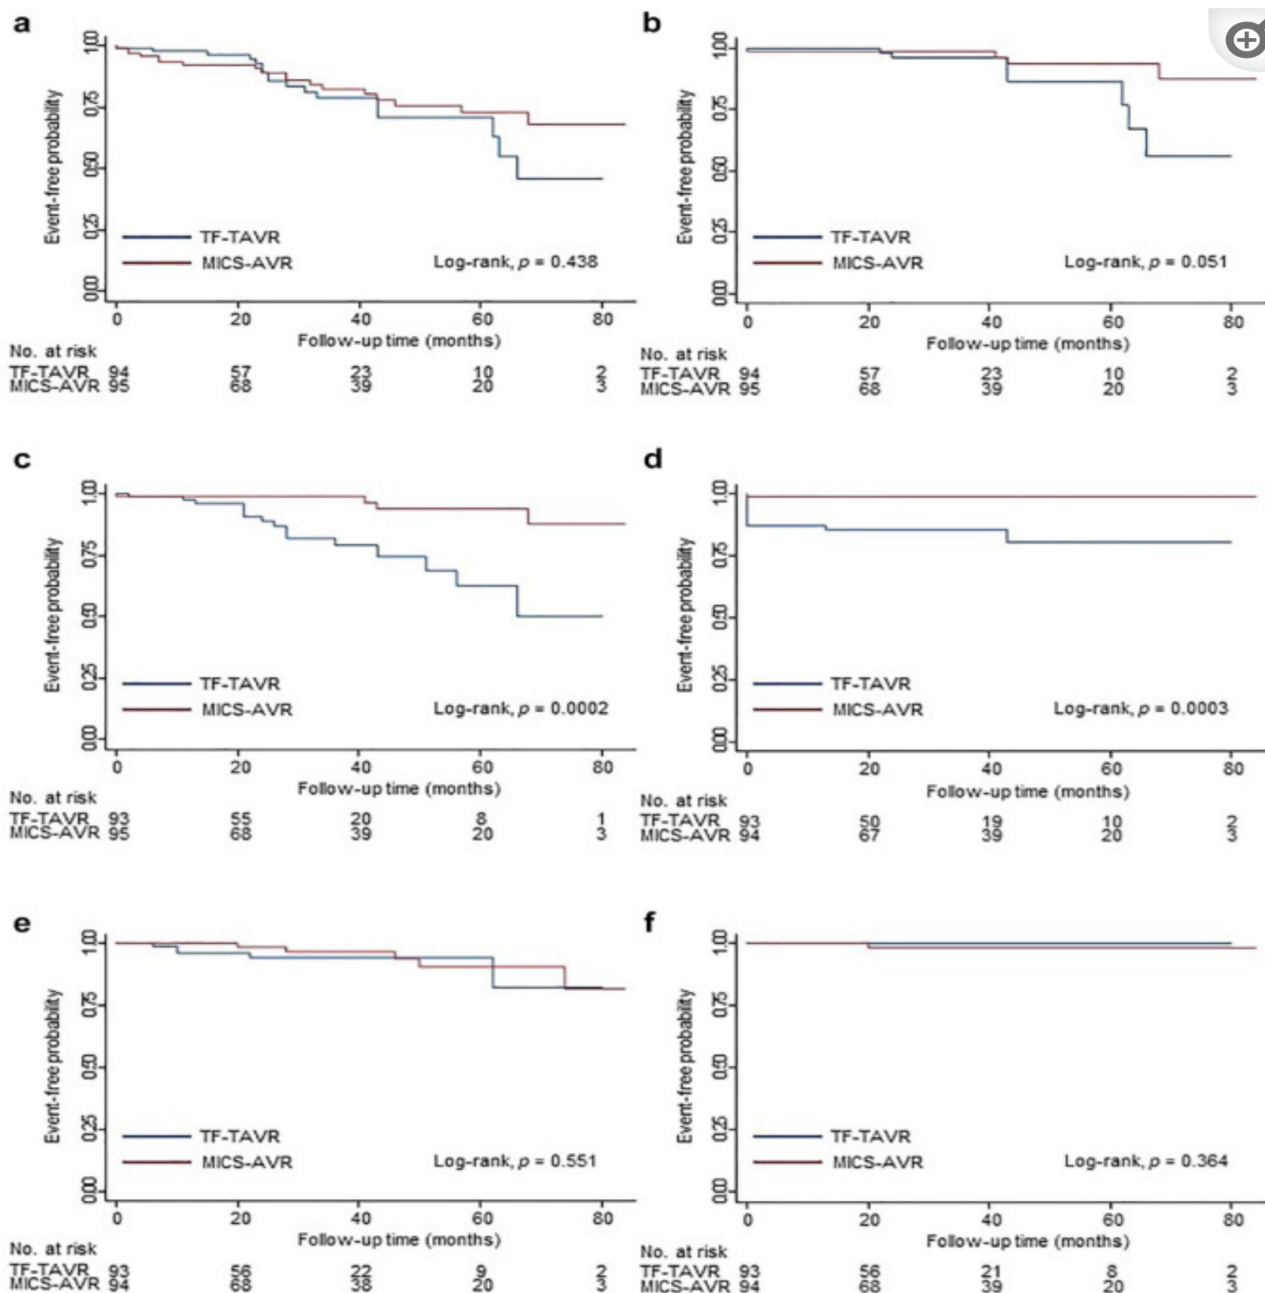 a
1.00
0.75
0.50
0.25
0.00
Event-free probability
TF-TAVR
MICS-AVR
Log-rank, p = 0.438
0 20 40 60 80
Follow-up time (months)
No. at risk
TF-TAVR 94 57 23 10 2
MICS-AVR 95 68 39 20 3
b
1.00
0.75
0.50
0.25
0.00
Event-free probability
TF-TAVR
MICS-AVR
Log-rank, p = 0.051
0 20 40 60 80
Follow-up time (months)
No. at risk
TF-TAVR 94 57 23 10 2
MICS-AVR 95 68 39 20 3
c
1.00
0.75
0.50
0.25
0.00
Event-free probability
TF-TAVR
MICS-AVR
Log-rank, p = 0.0002
0 20 40 60 80
Follow-up time (months)
No. at risk
TF-TAVR 93 55 20 8 1
MICS-AVR 95 68 39 20 3
d
1.00
0.75
0.50
0.25
0.00
Event-free probability
TF-TAVR
MICS-AVR
Log-rank, p = 0.0003
0 20 40 60 80
Follow-up time (months)
No. at risk
TF-TAVR 93 50 19 10 2
MICS-AVR 94 67 39 20 3
e
1.00
0.75
0.50
0.25
0.00
Event-free probability
TF-TAVR
MICS-AVR
Log-rank, p = 0.551
0 20 40 60 80
Follow-up time (months)
No. at risk
TF-TAVR 93 56 22 9 2
MICS-AVR 94 68 38 20 3
f
1.00
0.75
0.50
0.25
0.00
Event-free probability
TF-TAVR
MICS-AVR
Log-rank, p = 0.364
0 20 40 60 80
Follow-up time (months)
No. at risk
TF-TAVR 93 56 21 8 2
MICS-AVR 94 68 39 20 3